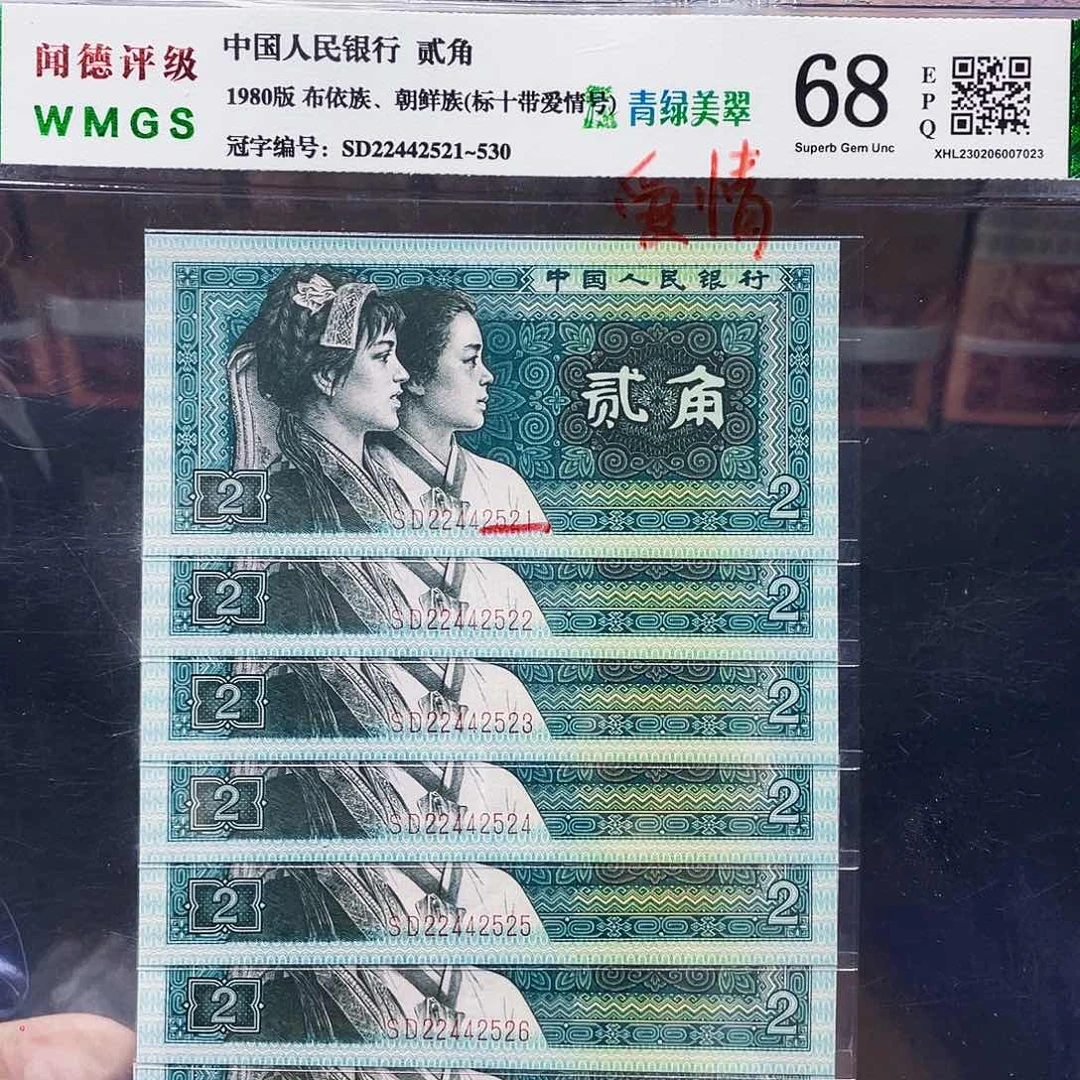 闻德评级
WMGS
中国人民银行 贰角
1980版 布依族、朝鲜族(标十带爱情号)
冠字编号：SD22442521~530
青绿美翠
68
EPQ
Superb Gem Unc
XHL230206007023
爱情
中国人民银行
贰角
2
SD22442521
2
2
SD22442522
2
2
SD22442523
2
2
SD22442524
2
2
SD22442525
2
2
SD22442526
2